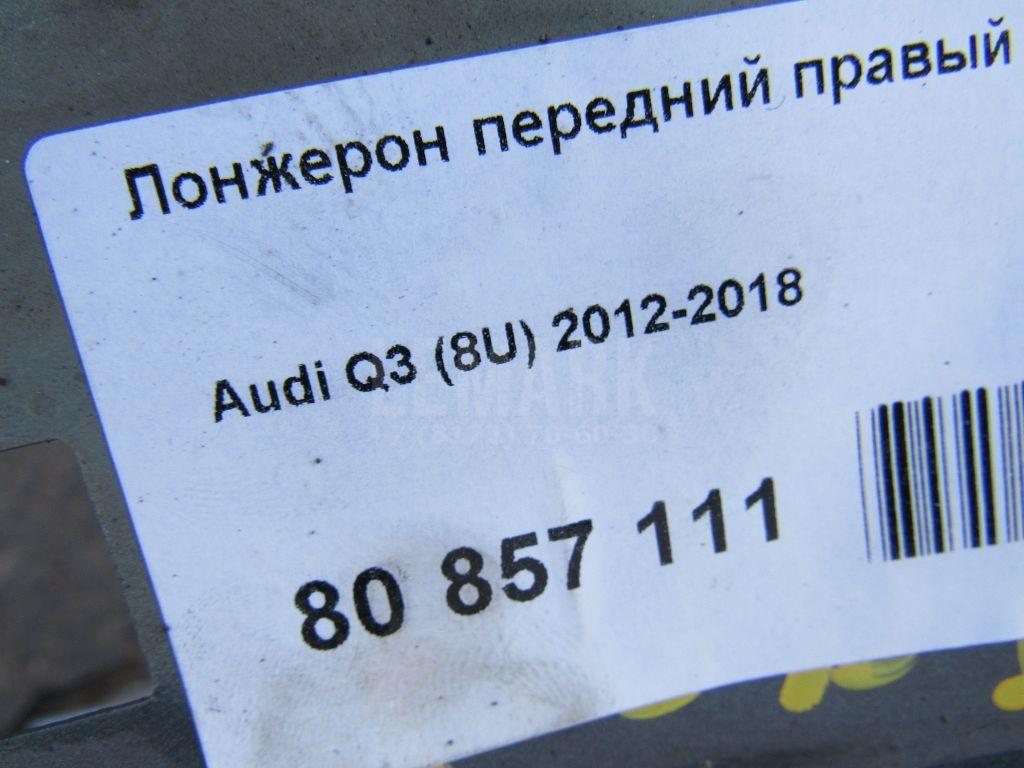 Лонжерон передний правый
Audi Q3 (8U) 2012-2018
80 857 111